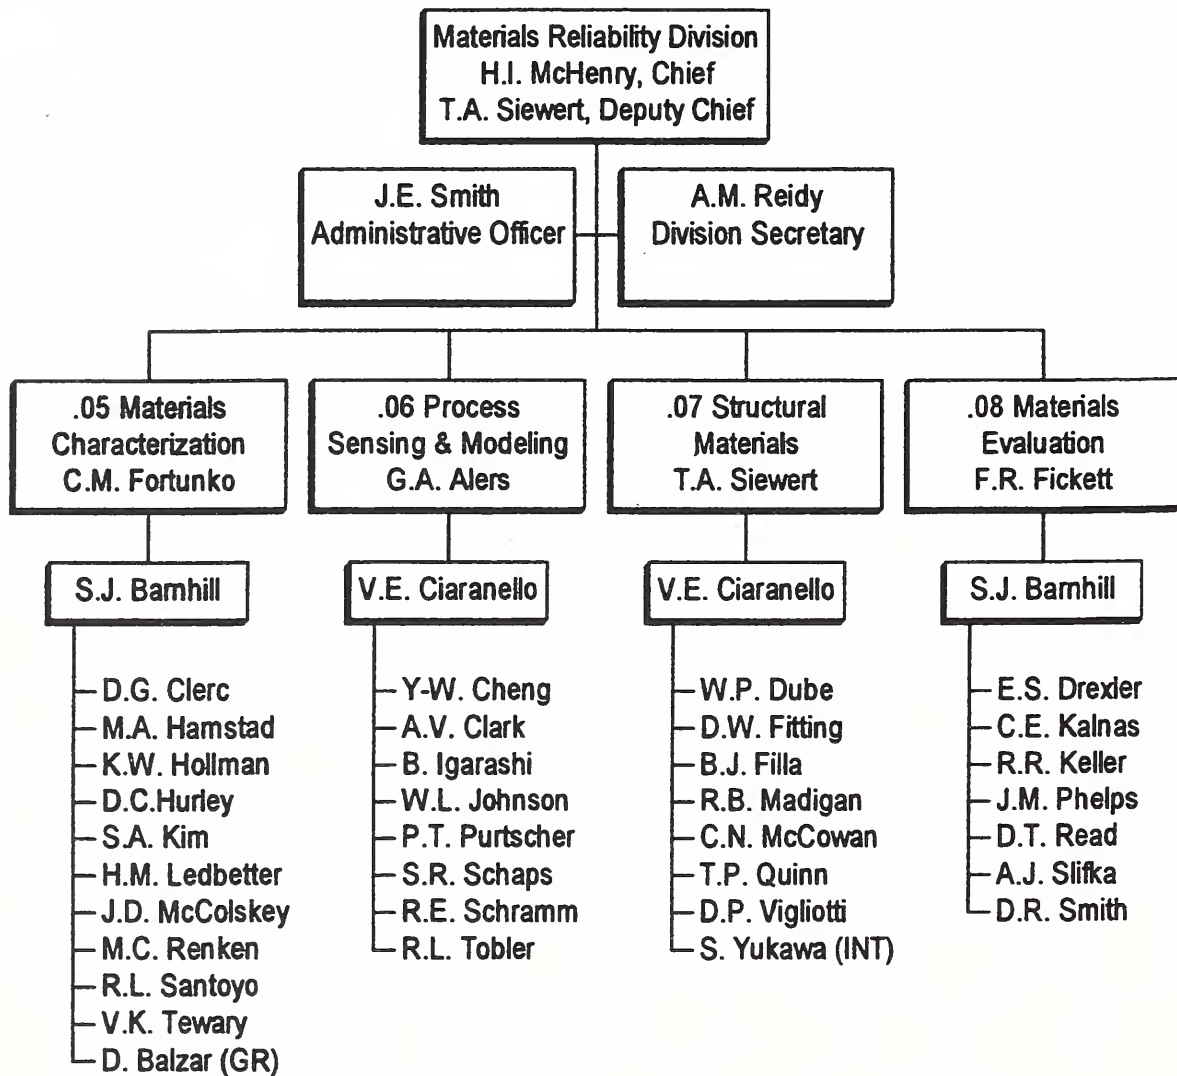 Materials Reliability Division
H.I. McHenry, Chief
T.A. Siewert, Deputy Chief
J.E. Smith
Administrative Officer
A.M. Reidy
Division Secretary
.05 Materials
Characterization
C.M. Fortunko
.06 Process
Sensing & Modeling
G.A. Alers
.07 Structural
Materials
T.A. Siewert
.08 Materials
Evaluation
F.R. Fickett
S.J. Barnhill
D.G. Clerc
M.A. Hamstad
K.W. Hollman
D.C.Hurley
S.A. Kim
H.M. Ledbetter
J.D. McColskey
M.C. Renken
R.L. Santoyo
V.K. Tewary
D. Balzar (GR)
V.E. Ciaranello
Y-W. Cheng
A.V. Clark
B. Igarashi
W.L. Johnson
P.T. Purtscher
S.R. Schaps
R.E. Schramm
R.L. Tobler
V.E. Ciaranello
W.P. Dube
D.W. Fitting
B.J. Filla
R.B. Madigan
C.N. McCowan
T.P. Quinn
D.P. Vigliotti
S. Yukawa (INT)
S.J. Barnhill
E.S. Drexler
C.E. Kalnas
R.R. Keller
J.M. Phelps
D.T. Read
A.J. Slifka
D.R. Smith